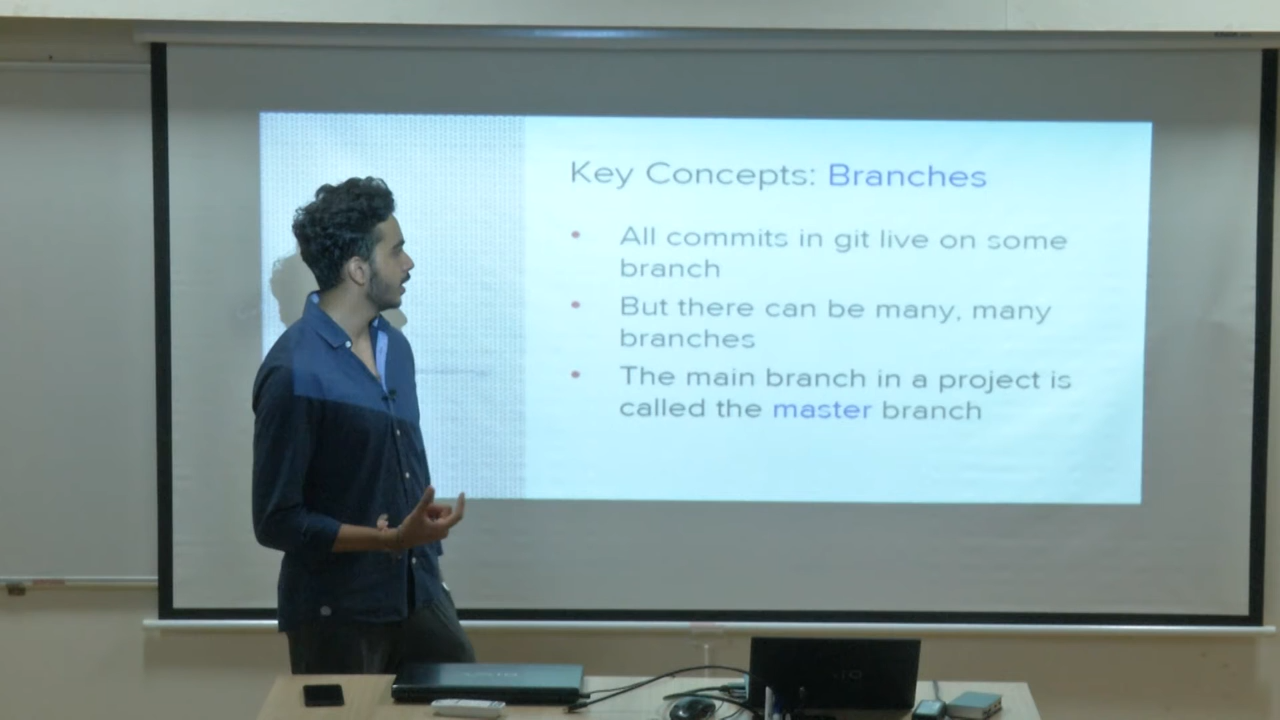 Key Concepts: Branches
• All commits in git live on some
branch
• But there can be many, many
branches
• The main branch in a project is
called the master branch